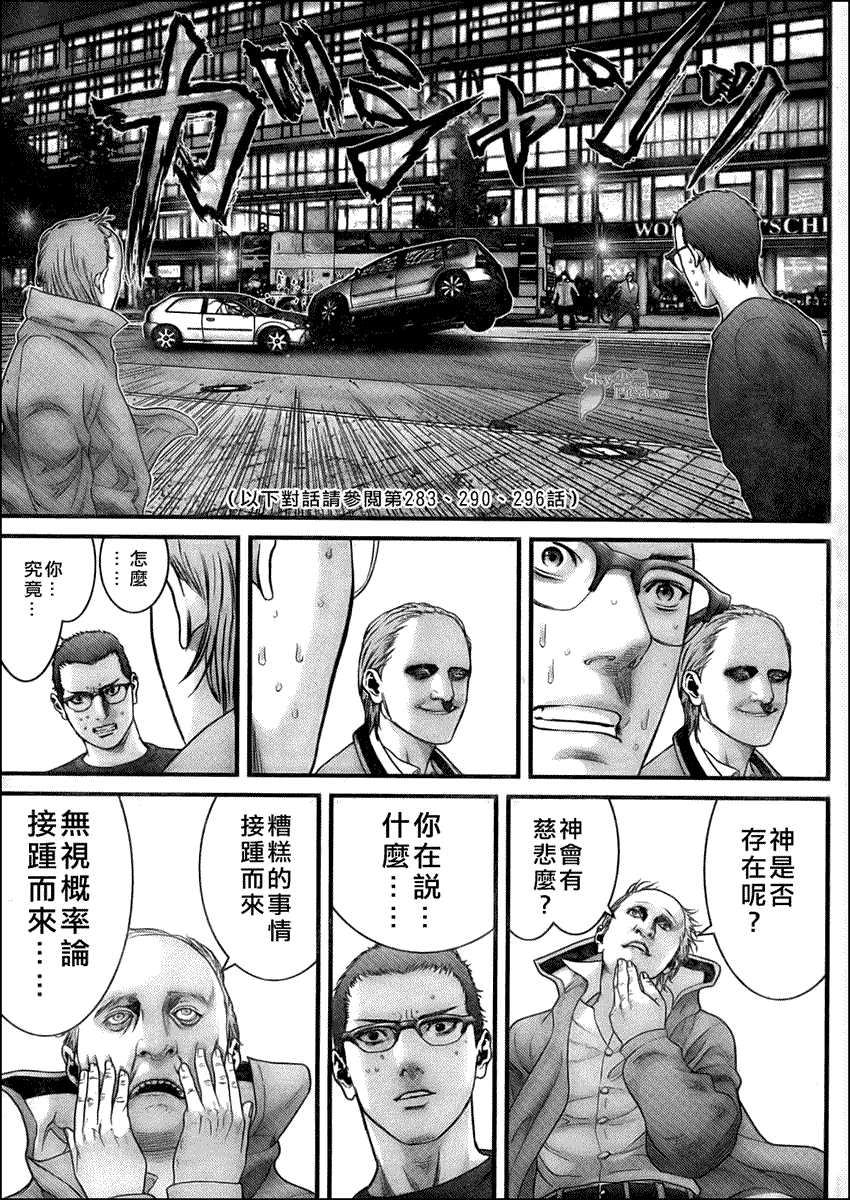 ガシャンッ
WO
TSCHE
Sky
Fire
（以下對話請參閱第283、290、296話）
怎麼
……
你…
究竟…
神是否
存在呢？
神會有
慈悲麼？
你在説…
什麼……
糟糕的事情
接踵而來
無視概率論
接踵而來……